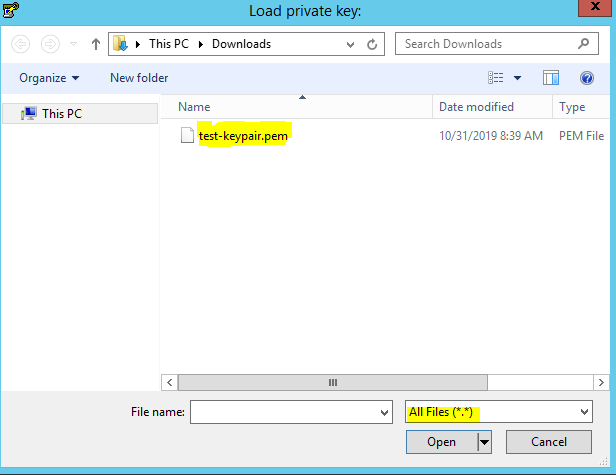 Load private key:
This PC Downloads
Search Downloads
Organize New folder
This PC
Name Date modified Type
test-keypair.pem 10/31/2019 8:39 AM PEM File
File name: All Files (*.*)
Open Cancel